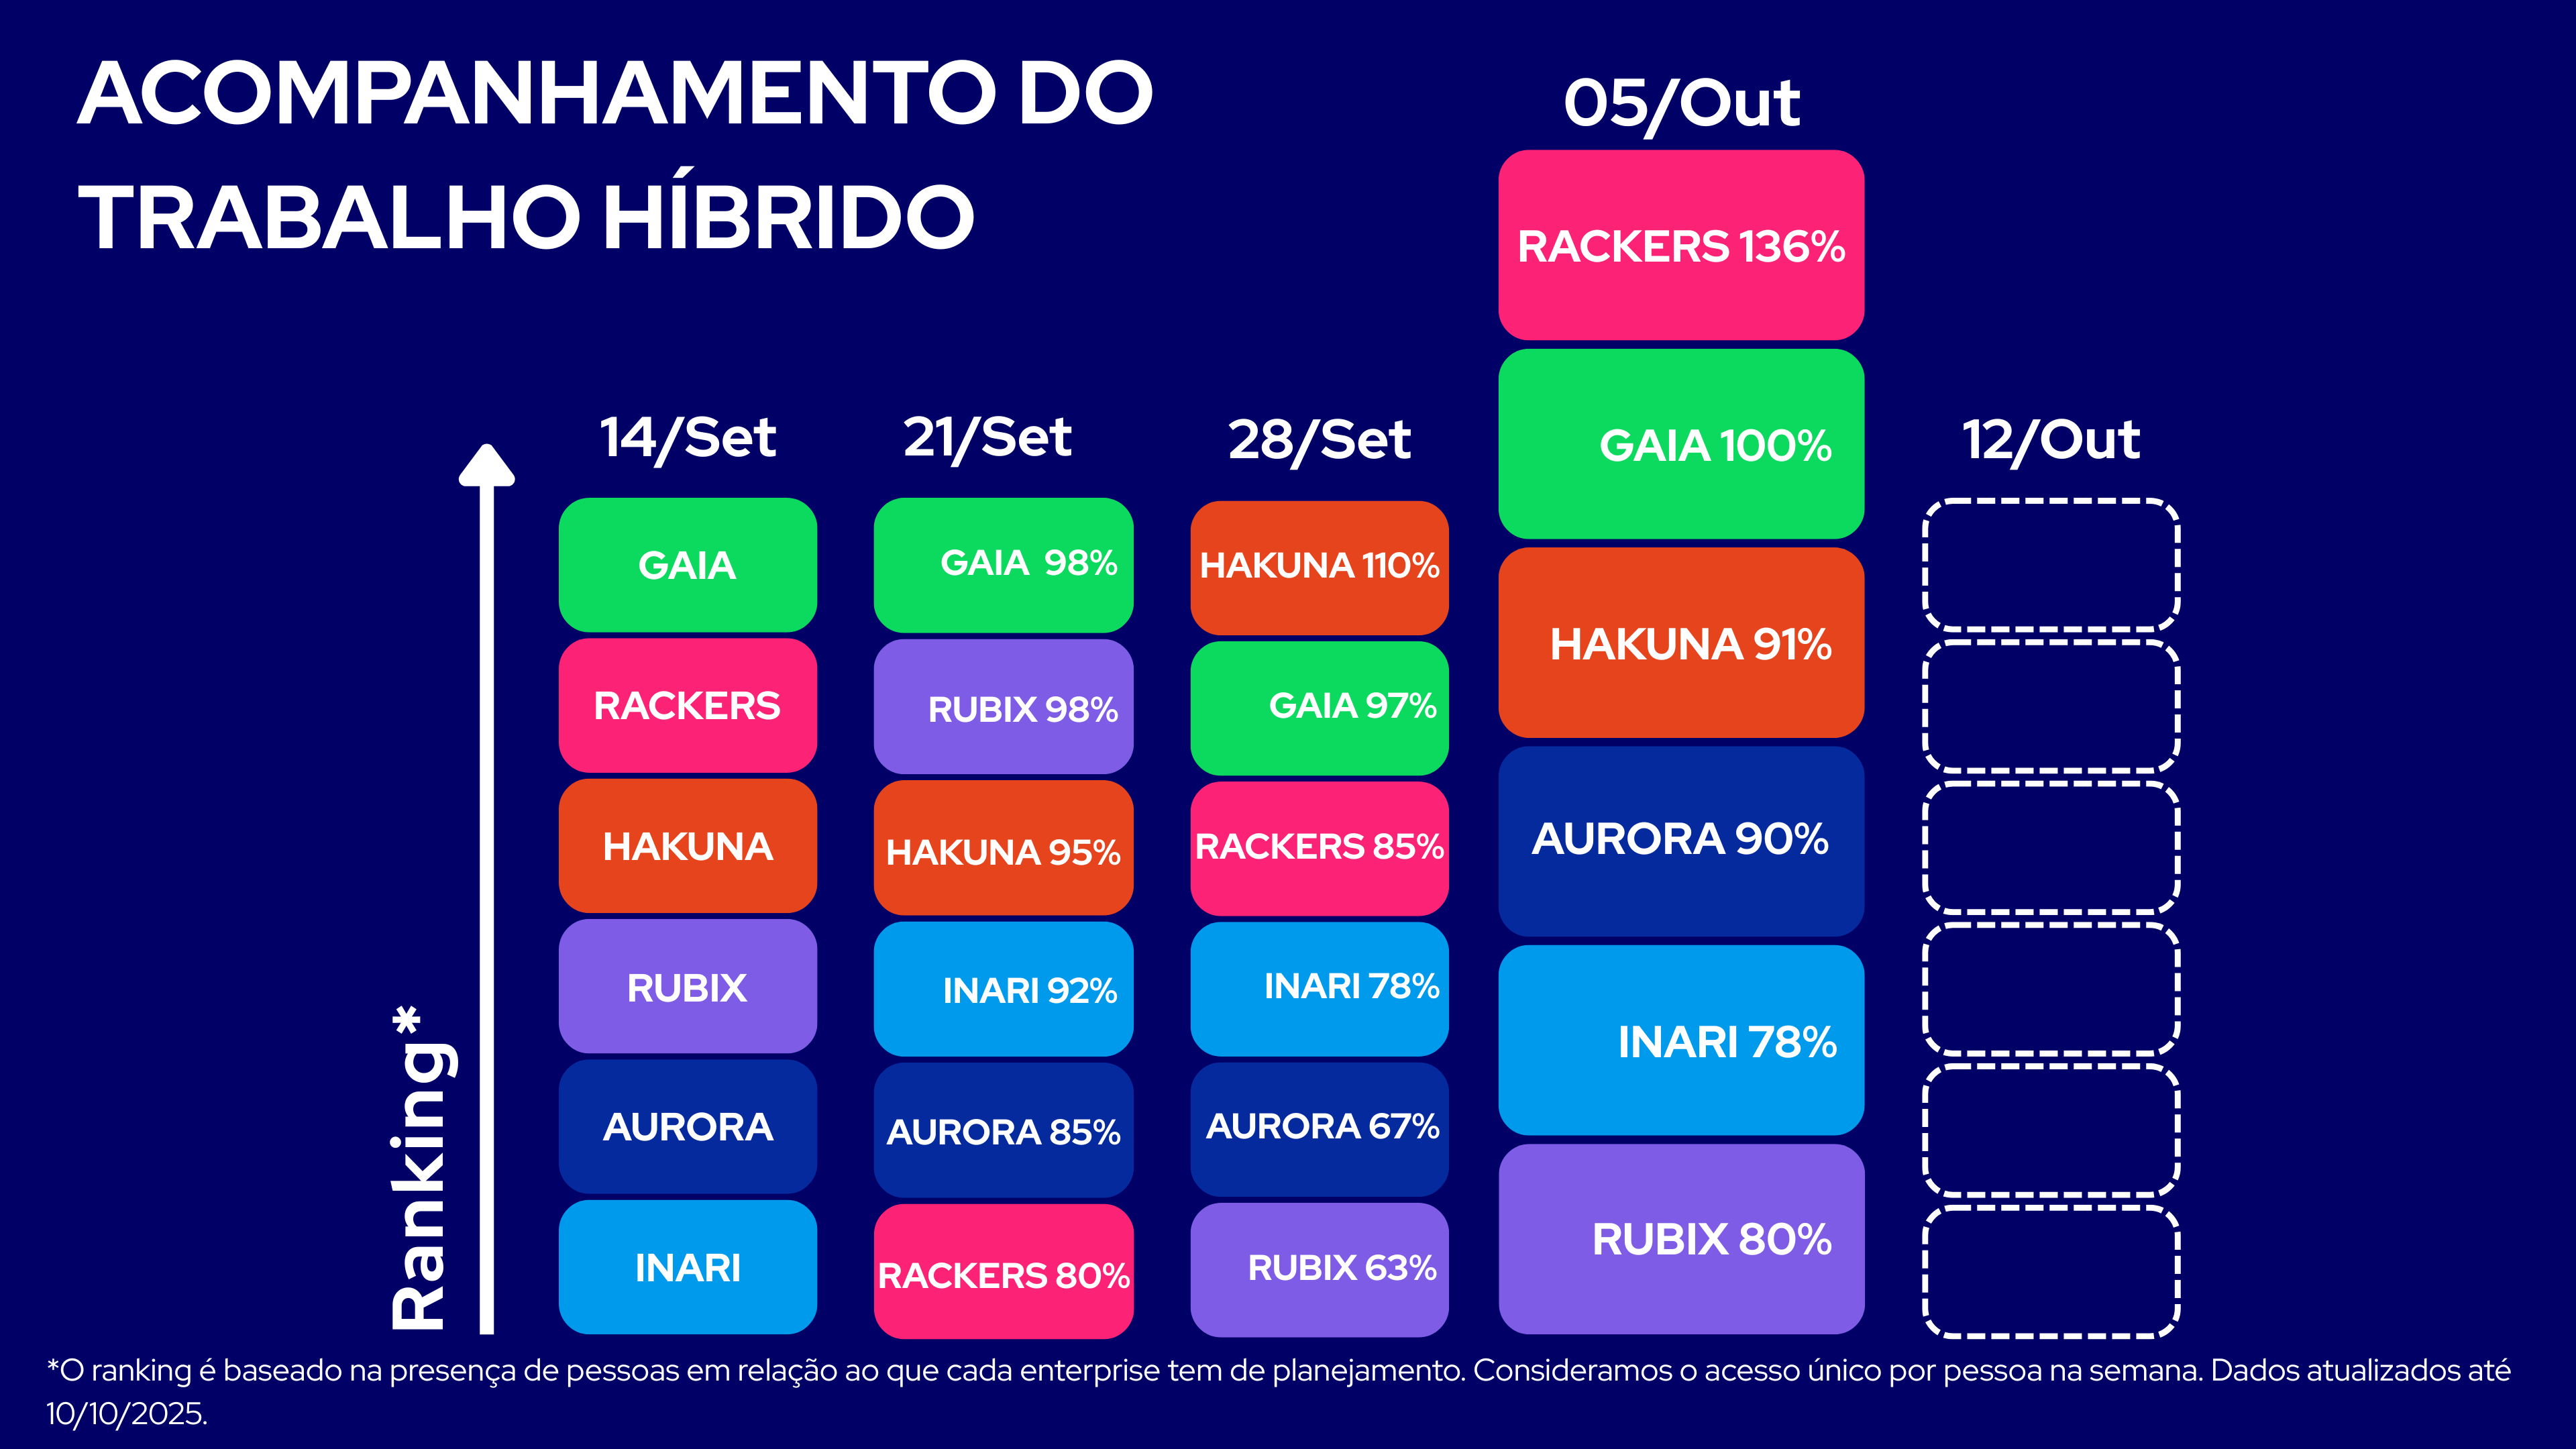 ACOMPANHAMENTO DO
TRABALHO HÍBRIDO
Ranking*
14/Set
GAIA
RACKERS
HAKUNA
RUBIX
AURORA
INARI
21/Set
GAIA 98%
RUBIX 98%
HAKUNA 95%
INARI 92%
AURORA 85%
RACKERS 80%
28/Set
HAKUNA 110%
GAIA 97%
RACKERS 85%
INARI 78%
AURORA 67%
RUBIX 63%
05/Out
RACKERS 136%
GAIA 100%
HAKUNA 91%
AURORA 90%
INARI 78%
RUBIX 80%
12/Out
*O ranking é baseado na presença de pessoas em relação ao que cada enterprise tem de planejamento. Consideramos o acesso único por pessoa na semana. Dados atualizados até
10/10/2025.